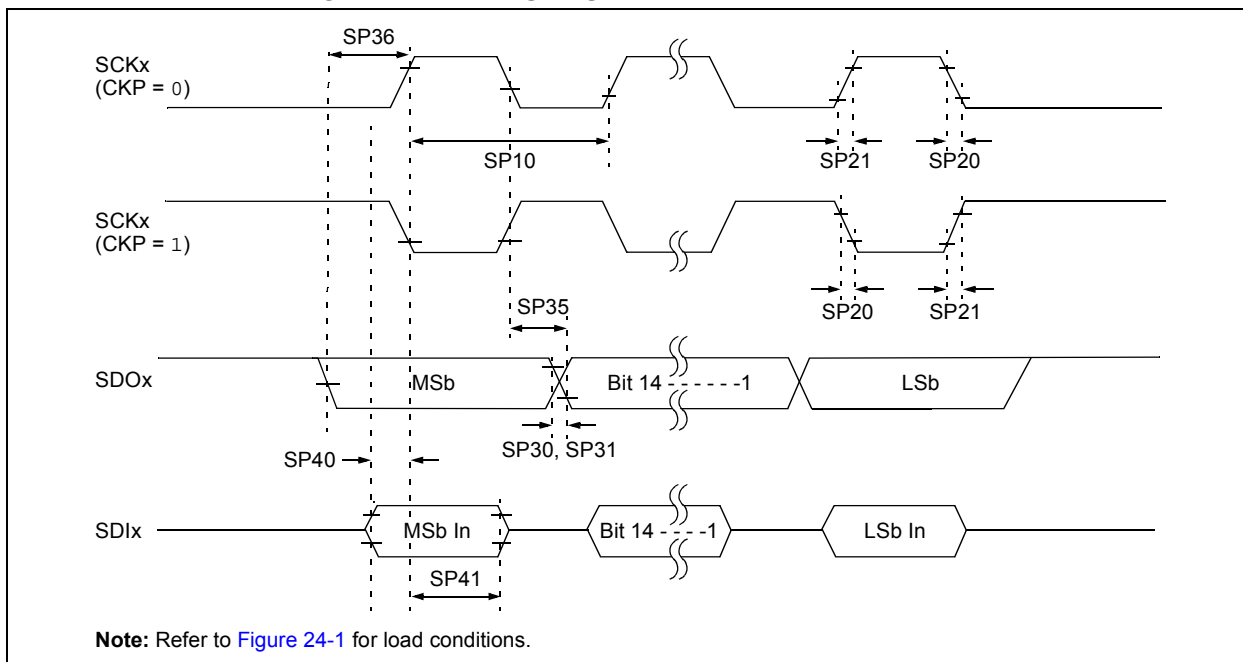 SP36
SCKx
(CKP = 0)
SP10
SP21
SP20
SCKx
(CKP = 1)
SP35
SP20
SP21
SDOx
MSb
Bit 14 - - - - - -1
LSb
SP30, SP31
SP40
SDIx
MSb In
Bit 14 - - - -1
LSb In
SP41
Note: Refer to Figure 24-1 for load conditions.